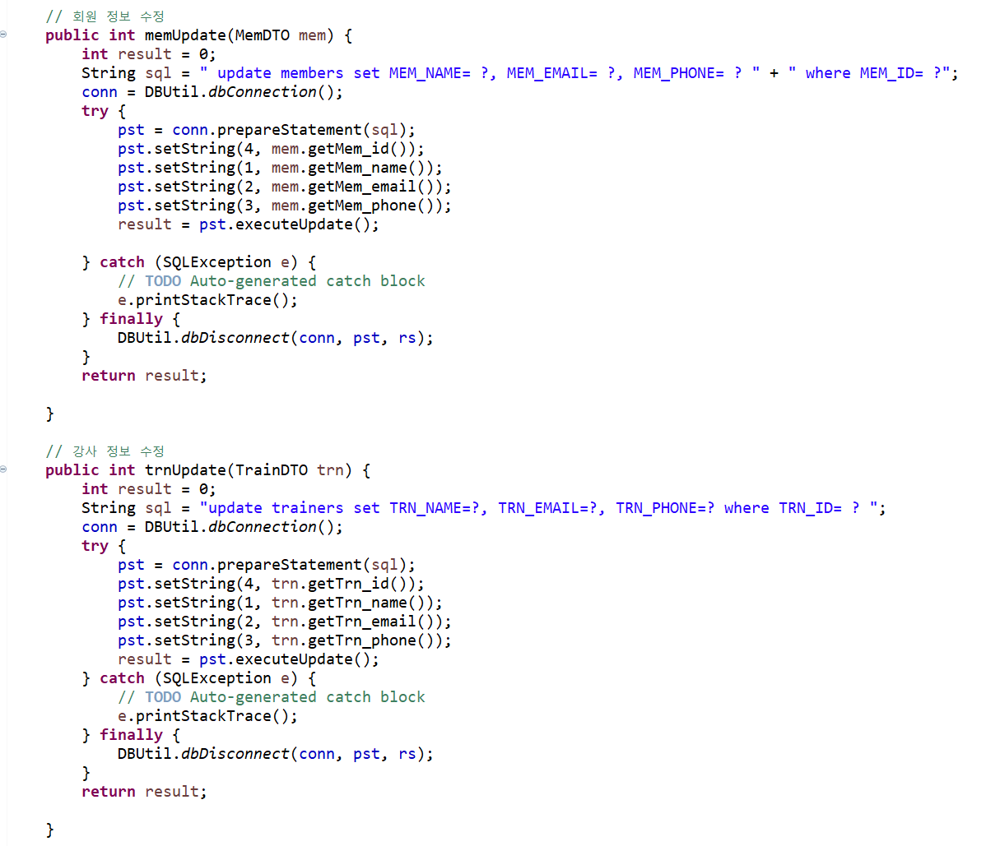 // 회원 정보 수정
public int memUpdate(MemDTO mem) {
int result = 0;
String sql = " update members set MEM_NAME= ?, MEM_EMAIL= ?, MEM_PHONE= ? " + " where MEM_ID= ?";
conn = DBUtil.dbConnection();
try {
pst = conn.prepareStatement(sql);
pst.setString(4, mem.getMem_id());
pst.setString(1, mem.getMem_name());
pst.setString(2, mem.getMem_email());
pst.setString(3, mem.getMem_phone());
result = pst.executeUpdate();
} catch (SQLException e) {
// TODO Auto-generated catch block
e.printStackTrace();
} finally {
DBUtil.dbDisconnect(conn, pst, rs);
}
return result;
}
// 강사 정보 수정
public int trnUpdate(TrainDTO trn) {
int result = 0;
String sql = "update trainers set TRN_NAME=?, TRN_EMAIL=?, TRN_PHONE=? where TRN_ID= ? ";
conn = DBUtil.dbConnection();
try {
pst = conn.prepareStatement(sql);
pst.setString(4, trn.getTrn_id());
pst.setString(1, trn.getTrn_name());
pst.setString(2, trn.getTrn_email());
pst.setString(3, trn.getTrn_phone());
result = pst.executeUpdate();
} catch (SQLException e) {
// TODO Auto-generated catch block
e.printStackTrace();
} finally {
DBUtil.dbDisconnect(conn, pst, rs);
}
return result;
}